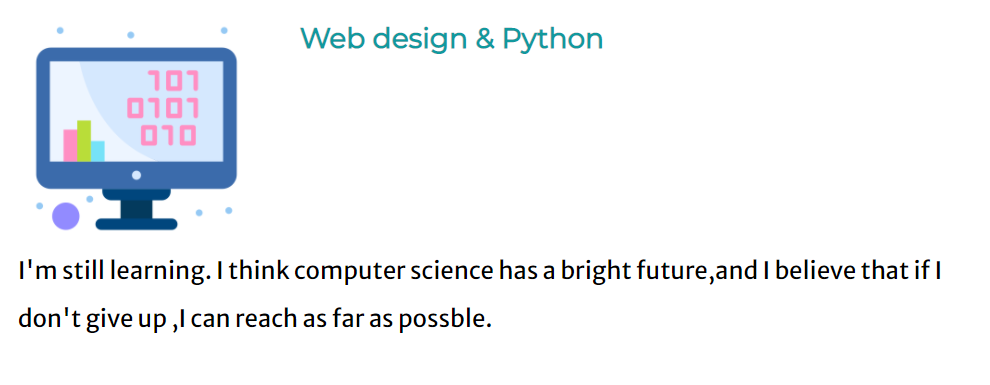 Web design & Python
101
0101
010
I'm still learning. I think computer science has a bright future,and I believe that if I
don't give up ,I can reach as far as possble.